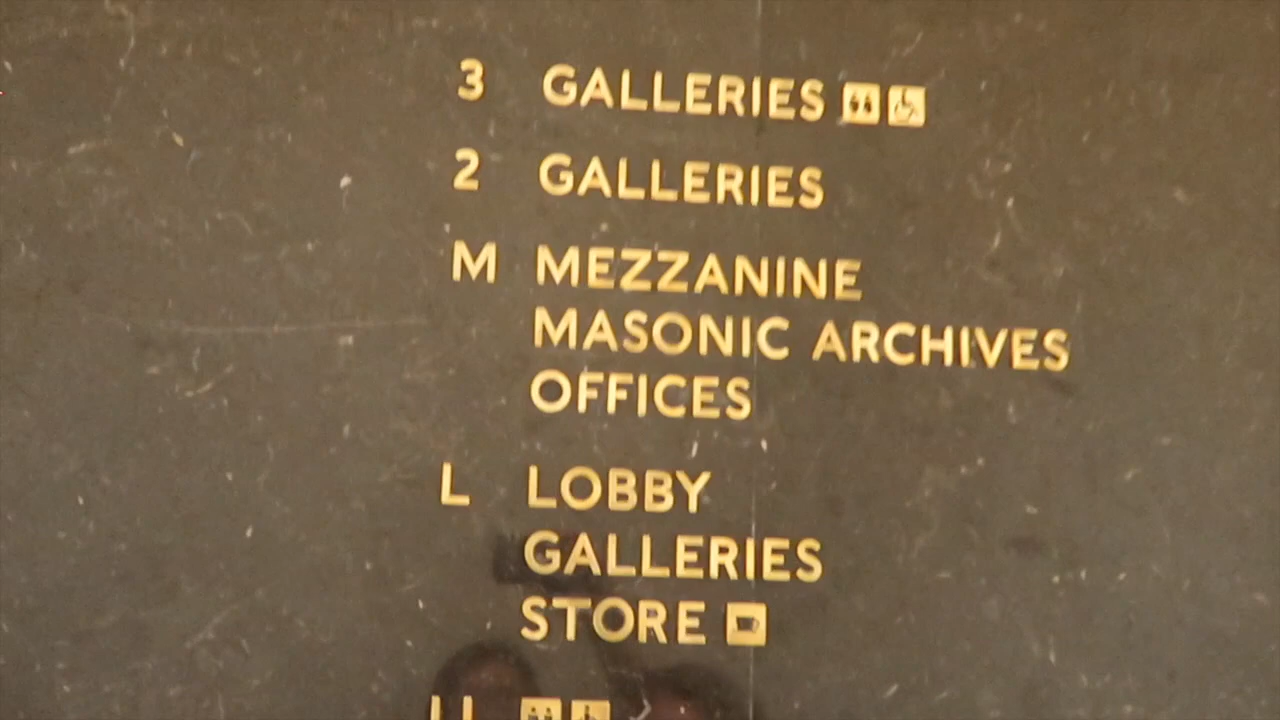 3 GALLERIES
2 GALLERIES
M MEZZANINE
MASONIC ARCHIVES
OFFICES
L LOBBY
GALLERIES
STORE